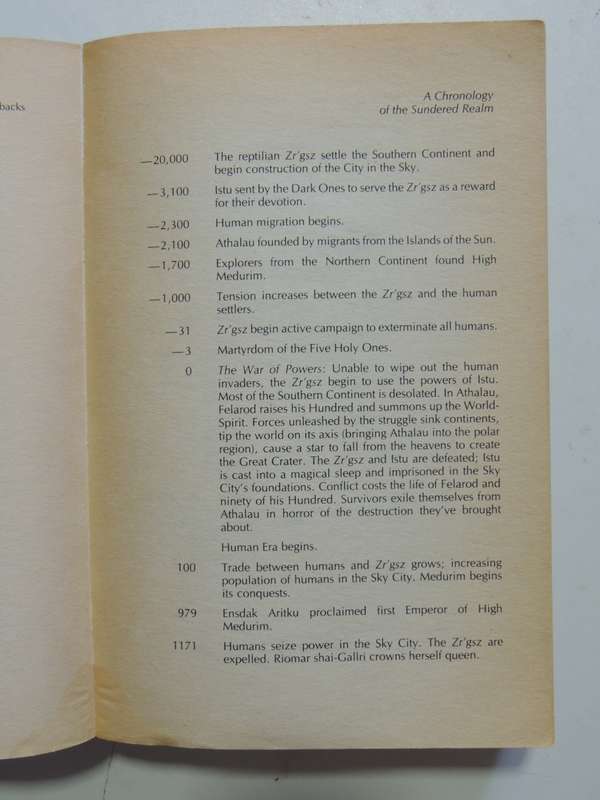 backs
A Chronology
of the Sundered Realm
—20,000 The reptilian Zr'gsz settle the Southern Continent and
begin construction of the City in the Sky.
—3,100 Istu sent by the Dark Ones to serve the Zr'gsz as a reward
for their devotion.
—2,300 Human migration begins.
—2,100 Athalau founded by migrants from the Islands of the Sun.
—1,700 Explorers from the Northern Continent found High
Medurim.
—1,000 Tension increases between the Zr'gsz and the human
settlers.
—31 Zr'gsz begin active campaign to exterminate all humans.
—3 Martyrdom of the Five Holy Ones.
0 The War of Powers: Unable to wipe out the human
invaders, the Zr'gsz begin to use the powers of Istu.
Most of the Southern Continent is desolated. In Athalau,
Felarod raises his Hundred and summons up the World-
Spirit. Forces unleashed by the struggle sink continents,
tip the world on its axis (bringing Athalau into the polar
region), cause a star to fall from the heavens to create
the Great Crater. The Zr'gsz and Istu are defeated; Istu
is cast into a magical sleep and imprisoned in the Sky
City's foundations. Conflict costs the life of Felarod and
ninety of his Hundred. Survivors exile themselves from
Athalau in horror of the destruction they've brought
about.
Human Era begins.
100 Trade between humans and Zr'gsz grows; increasing
population of humans in the Sky City. Medurim begins
its conquests.
979 Ensdak Aritku proclaimed first Emperor of High
Medurim.
1171 Humans seize power in the Sky City. The Zr'gsz are
expelled. Riomar shai-Gallri crowns herself queen.